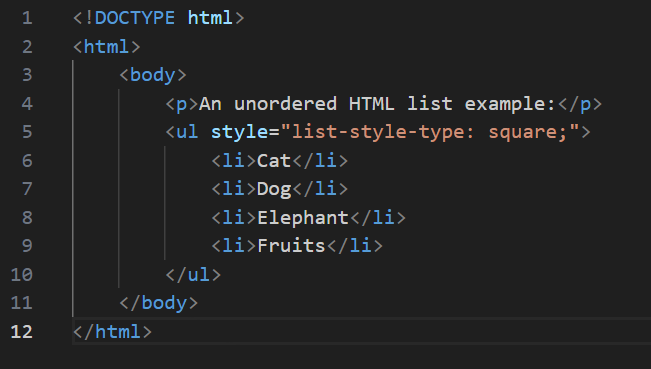 1 <!DOCTYPE html>
2 <html>
3 <body>
4 <p>An unordered HTML list example:</p>
5 <ul style="list-style-type: square;">
6 <li>Cat</li>
7 <li>Dog</li>
8 <li>Elephant</li>
9 <li>Fruits</li>
10 </ul>
11 </body>
12 </html>